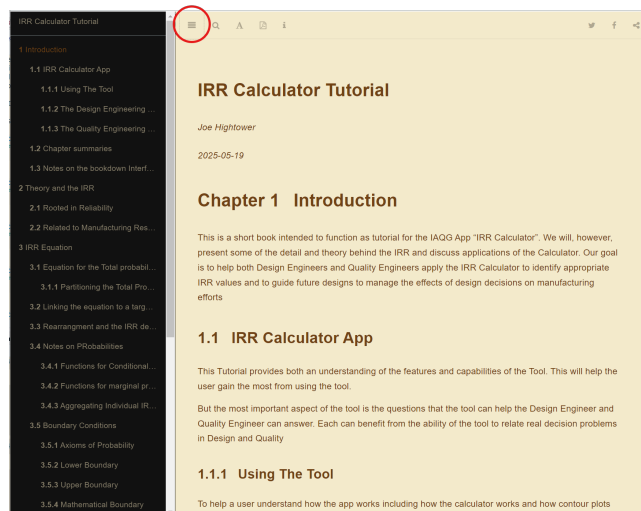 IRR Calculator Tutorial
1 Introduction
1.1 IRR Calculator App
1.1.1 Using The Tool
1.1.2 The Design Engineering ...
1.1.3 The Quality Engineering ...
1.2 Chapter summaries
1.3 Notes on the bookdown Interf...
2 Theory and the IRR
2.1 Rooted in Reliability
2.2 Related to Manufacturing Res...
3 IRR Equation
3.1 Equation for the Total probabil...
3.1.1 Partitioning the Total Pro...
3.2 Linking the equation to a targ...
3.3 Rearrangment and the IRR de...
3.4 Notes on PRobabilities
3.4.1 Functions for Conditional...
3.4.2 Functions for marginal pr...
3.4.3 Aggregating Individual IR...
3.5 Boundary Conditions
3.5.1 Axioms of Probability
3.5.2 Lower Boundary
3.5.3 Upper Boundary
3.5.4 Mathematical Boundary
A
i
f
IRR Calculator Tutorial
Joe Hightower
2025-05-19
Chapter 1 Introduction
This is a short book intended to function as tutorial for the IAQG App “IRR Calculator”. We will, however,
present some of the detail and theory behind the IRR and discuss applications of the Calculator. Our goal
is to help both Design Engineers and Quality Engineers apply the IRR Calculator to identify appropriate
IRR values and to guide future designs to manage the effects of design decisions on manufacturing
efforts
1.1 IRR Calculator App
This Tutorial provides both an understanding of the features and capabilities of the Tool. This will help the
user gain the most from using the tool.
But the most important aspect of the tool is the questions that the tool can help the Design Engineer and
Quality Engineer can answer. Each can benefit from the ability of the tool to relate real decision problems
in Design and Quality
1.1.1 Using The Tool
To help a user understand how the app works including how the calculator works and how contour plots